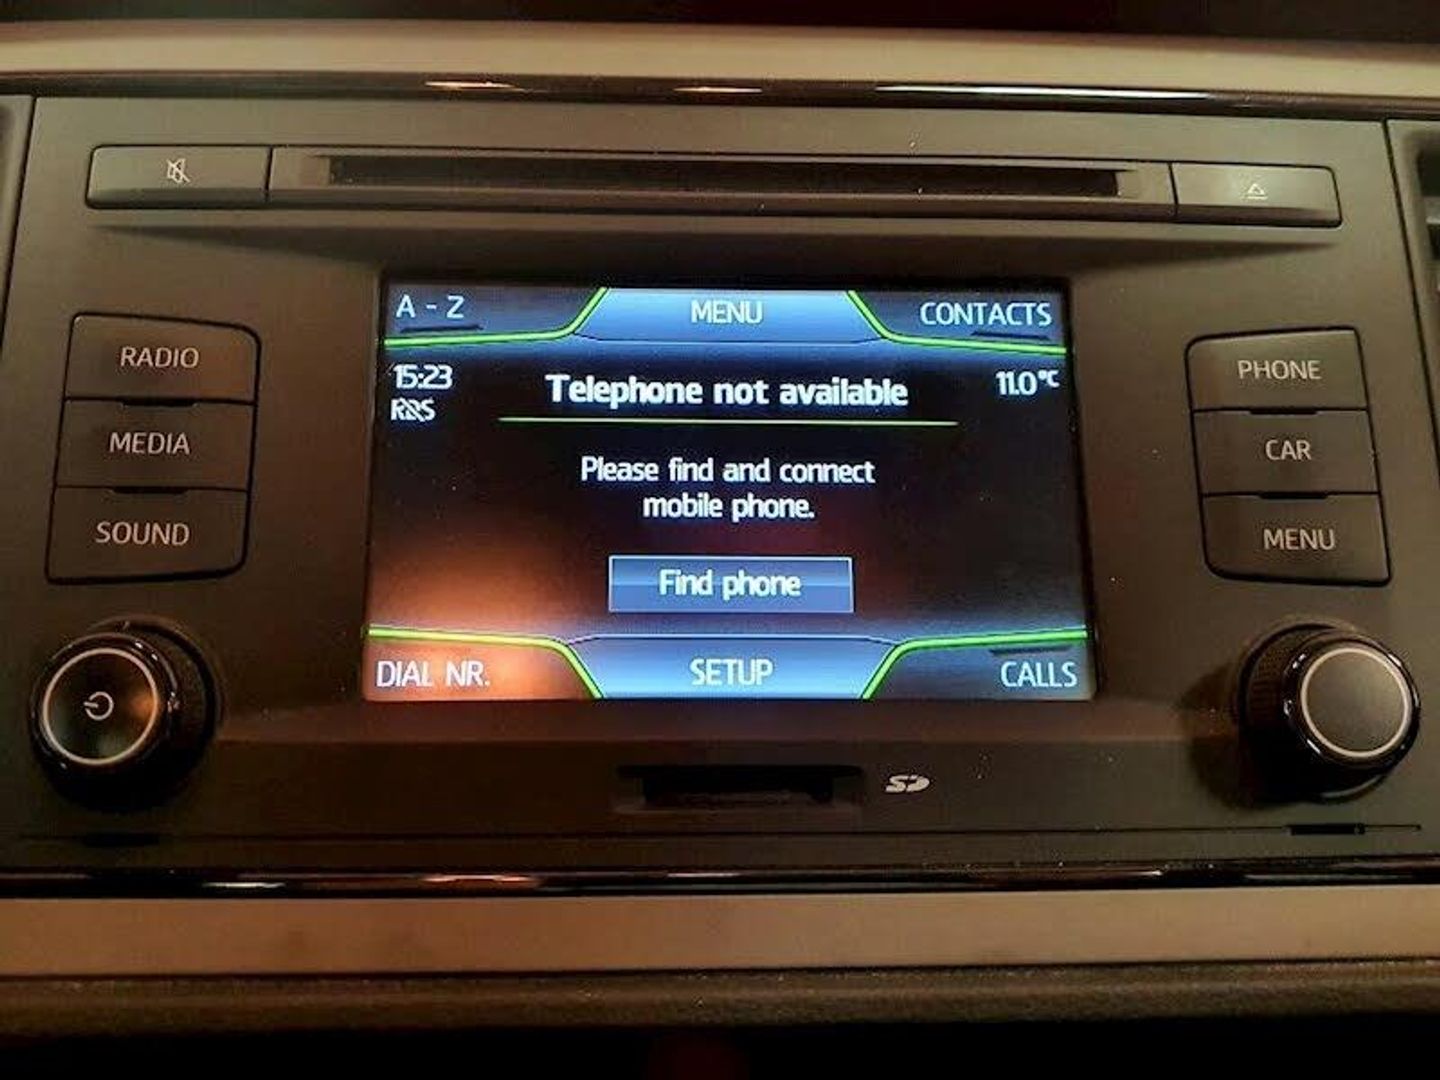 A - Z
MENU
CONTACTS
RADIO
MEDIA
SOUND
15:23
RDS
Telephone not available
11.0°C
Please find and connect
mobile phone.
Find phone
DIAL NR.
SETUP
CALLS
PHONE
CAR
MENU
SD